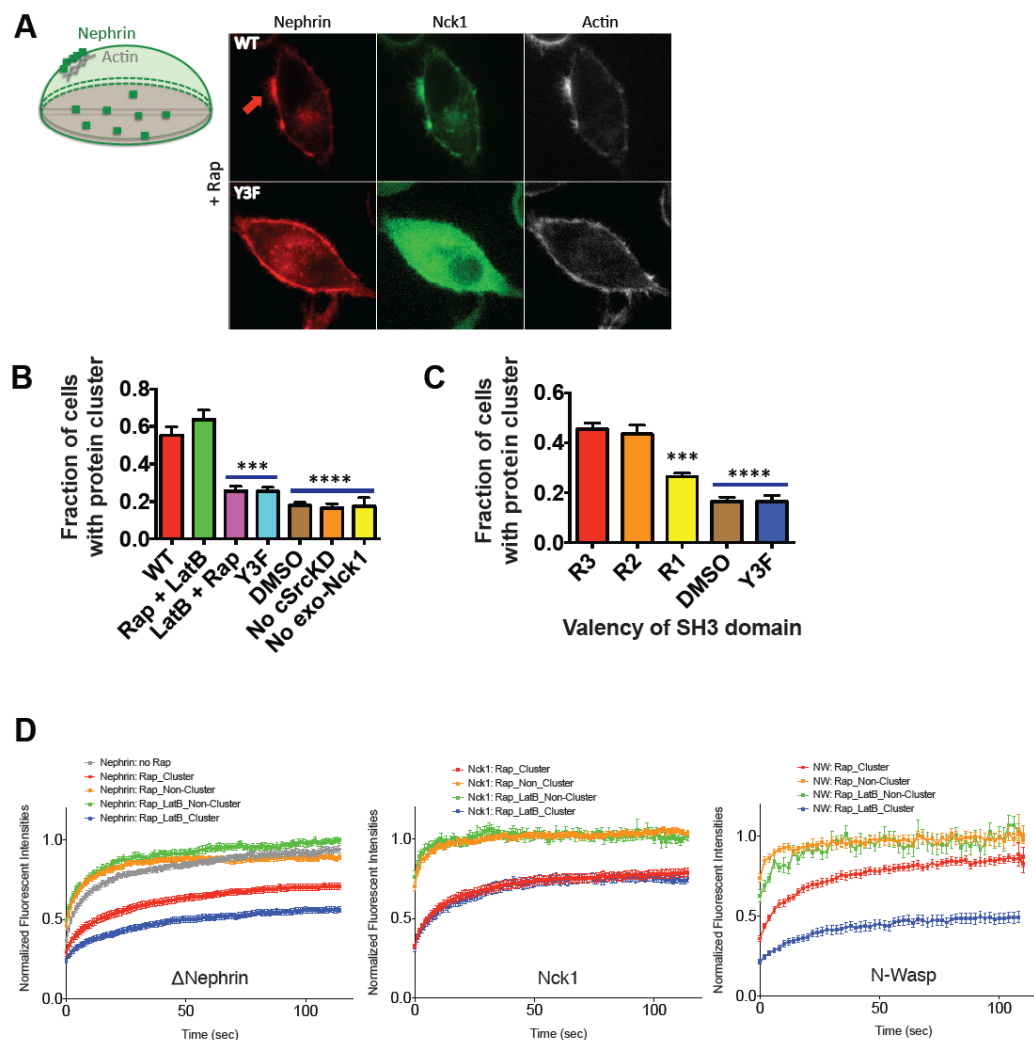 A
Nephrin
Actin
Nephrin Nck1 Actin
+ Rap
WT
Y3F
B
Fraction of cells
with protein cluster
0.8
0.6
0.4
0.2
0.0
*** ****
WT
Rap + LatB
LatB + Rap
Y3F
DMSO
No cSrcKD
No exo-Nck1
C
Fraction of cells
with protein cluster
0.6
0.4
0.2
0.0
*** ****
R3
R2
R1
DMSO
Y3F
Valency of SH3 domain
D
Normalized Fluorescent Intensities
Nephrin: no Rap
Nephrin: Rap_Cluster
Nephrin: Rap_Non-Cluster
Nephrin: Rap_LatB_Non-Cluster
Nephrin: Rap_LatB_Cluster
1.0
0.5
0.0
ΔNephrin
0 50 100
Time (sec)
Normalized Fluorescent Intensities
Nck1: Rap_Cluster
Nck1: Rap_Non_Cluster
Nck1: Rap_LatB_Non-Cluster
Nck1: Rap_LatB_Cluster
1.0
0.5
0.0
Nck1
0 50 100
Time (sec)
Normalized Fluorescent Intensities
NW: Rap_Cluster
NW: Rap_Non-Cluster
NW: Rap_LatB_Non-Cluster
NW: Rap_LatB_Cluster
1.0
0.5
0.0
N-Wasp
0 50 100
Time (sec)